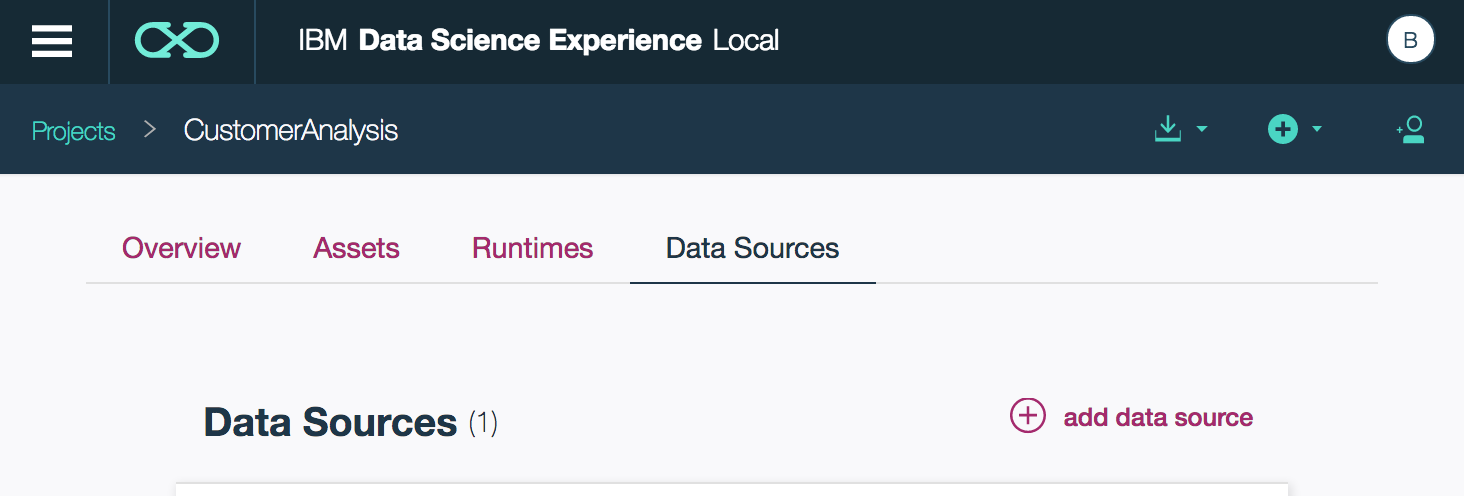 IBM Data Science Experience Local
B
Projects > CustomerAnalysis
Overview Assets Runtimes Data Sources
Data Sources (1)
add data source